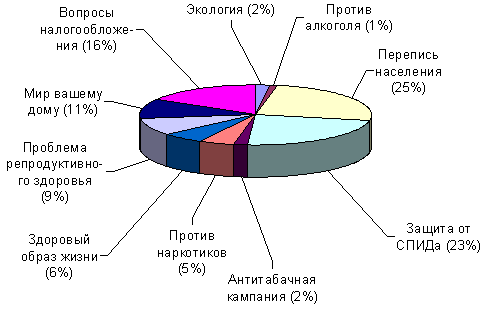 Вопросы
налогообложе-
ния (16%)
Экология (2%)
Против
алкоголя (1%)
Перепись
населения
(25%)
Мир вашему
дому (11%)
Проблема
репродуктивно-
го здоровья
(9%)
Здоровый
образ жизни
(6%)
Против
наркотиков
(5%)
Антитабачная
кампания (2%)
Защита от
СПИДа (23%)